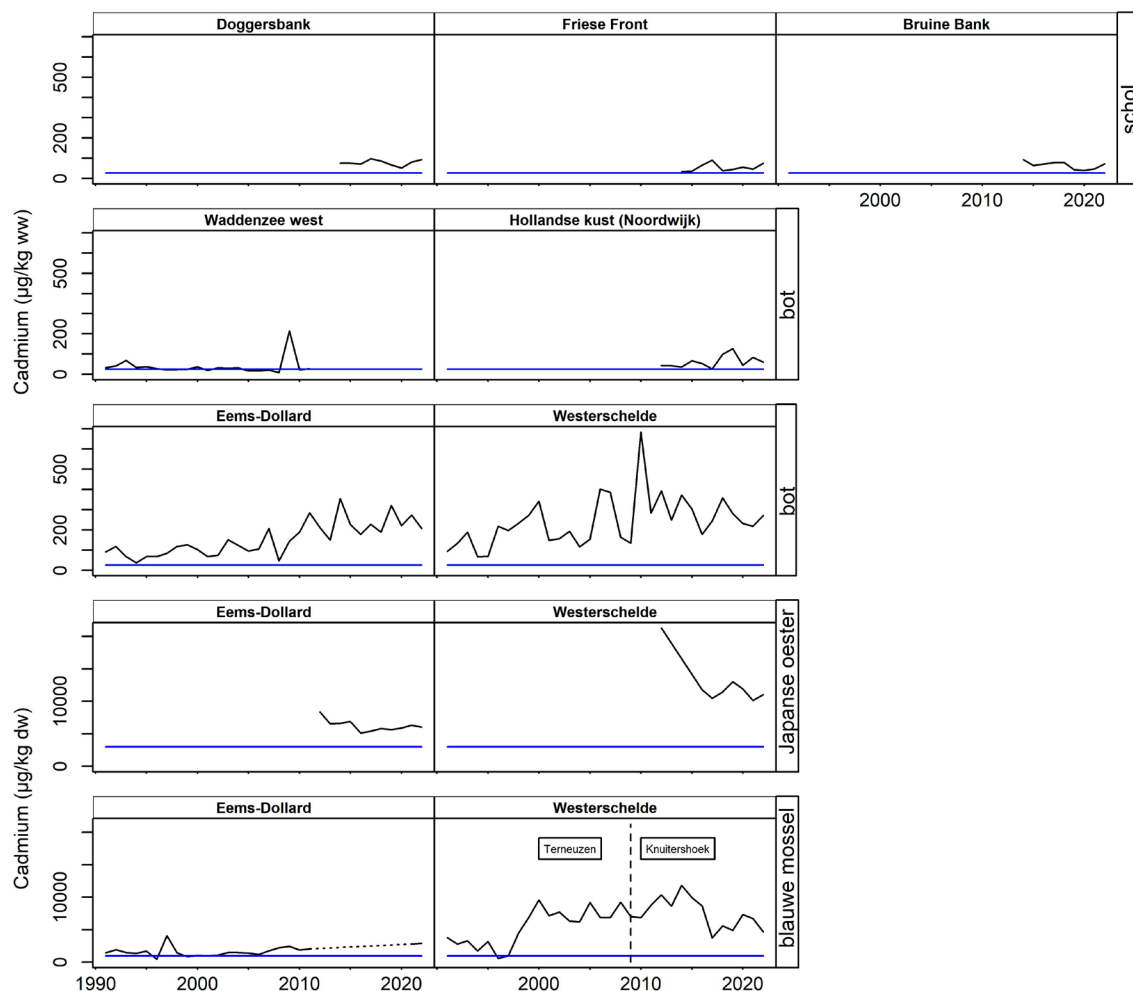 Doggersbank Friese Front Bruine Bank
500
200
0
schol
2000 2010 2020
Cadmium (µg/kg ww)
Waddenzee west Hollandse kust (Noordwijk)
500
200
0
bot
Eems-Dollard Westerschelde
500
200
0
bot
Eems-Dollard Westerschelde
10000
0
Japanse oester
Cadmium (µg/kg dw)
Eems-Dollard Westerschelde
Terneuzen Knuitershoek
10000
0
blauwe mossel
1990 2000 2010 2020 2000 2010 2020